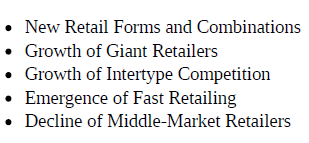 • New Retail Forms and Combinations
• Growth of Giant Retailers
• Growth of Intertype Competition
• Emergence of Fast Retailing
• Decline of Middle-Market Retailers